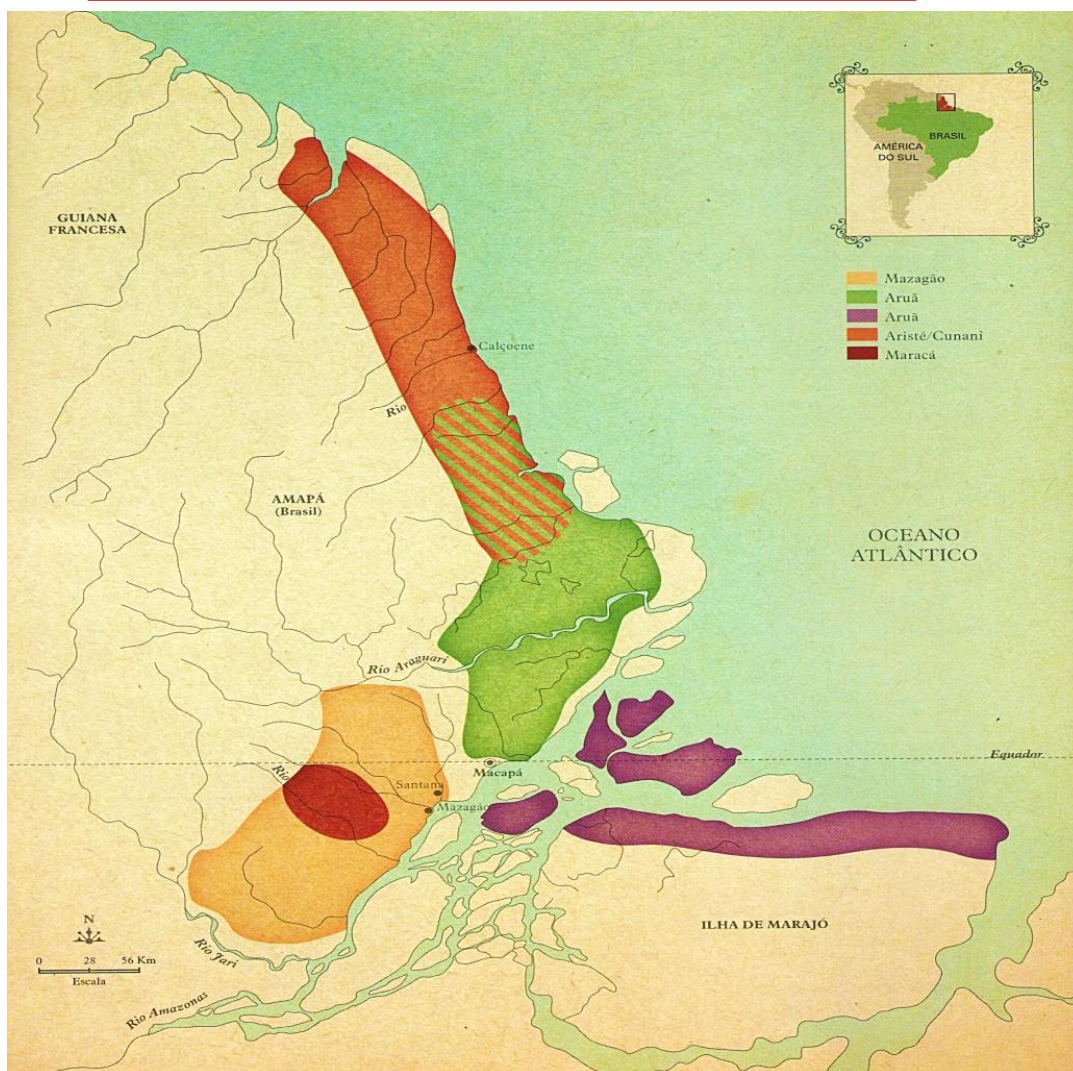 GUIANA
FRANCESA
BRASIL
AMÉRICA
DO SUL
Mazagão
Aruã
Aruã
Aristé/Cunani
Maracá
Calçoene
Rio
AMAPÁ
(Brasil)
OCEANO
ATLÂNTICO
Rio Araguari
Equador
Macapá
Rio
Santana
Mazagão
ILHA DE MARAJÓ
N
0 28 56 Km
Escala
Rio Jari
Rio Amazonas